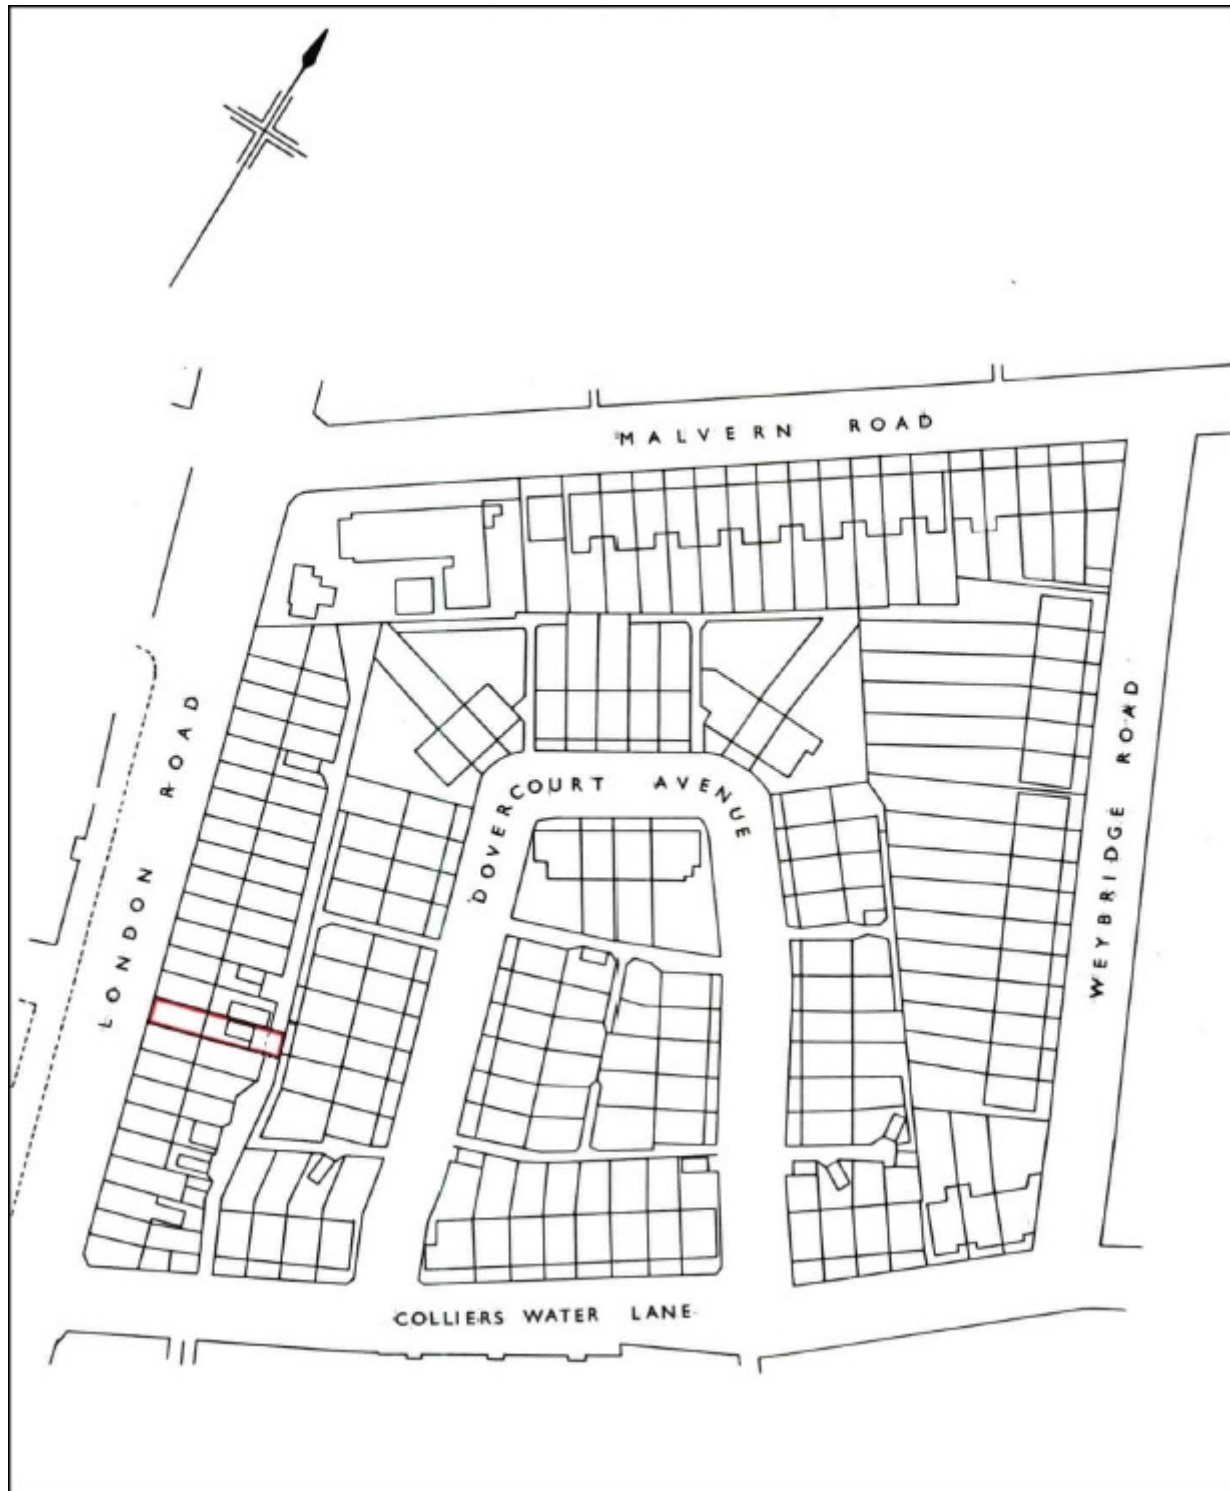 MALVERN ROAD
LONDON ROAD
DOVERCOURT AVENUE
WEYBRIDGE ROAD
COLLIERS WATER LANE